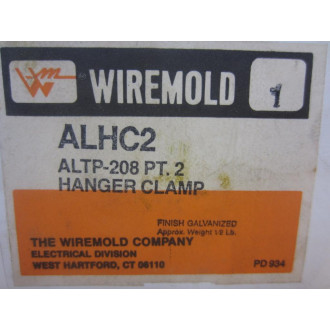 WIREMOLD
1
ALHC2
ALTP-208 PT. 2
HANGER CLAMP
FINISH GALVANIZED
Approx. Weight 1/2 Lb.
THE WIREMOLD COMPANY
ELECTRICAL DIVISION
WEST HARTFORD, CT 06110
PD 934